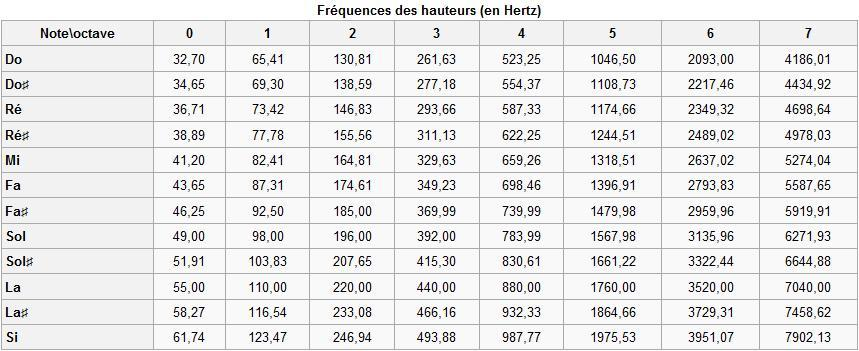 Fréquences des hauteurs (en Hertz)
Note\octave 0 1 2 3 4 5 6 7
Do 32,70 65,41 130,81 261,63 523,25 1046,50 2093,00 4186,01
Do♯ 34,65 69,30 138,59 277,18 554,37 1108,73 2217,46 4434,92
Ré 36,71 73,42 146,83 293,66 587,33 1174,66 2349,32 4698,64
Ré♯ 38,89 77,78 155,56 311,13 622,25 1244,51 2489,02 4978,03
Mi 41,20 82,41 164,81 329,63 659,26 1318,51 2637,02 5274,04
Fa 43,65 87,31 174,61 349,23 698,46 1396,91 2793,83 5587,65
Fa♯ 46,25 92,50 185,00 369,99 739,99 1479,98 2959,96 5919,91
Sol 49,00 98,00 196,00 392,00 783,99 1567,98 3135,96 6271,93
Sol♯ 51,91 103,83 207,65 415,30 830,61 1661,22 3322,44 6644,88
La 55,00 110,00 220,00 440,00 880,00 1760,00 3520,00 7040,00
La♯ 58,27 116,54 233,08 466,16 932,33 1864,66 3729,31 7458,62
Si 61,74 123,47 246,94 493,88 987,77 1975,53 3951,07 7902,13